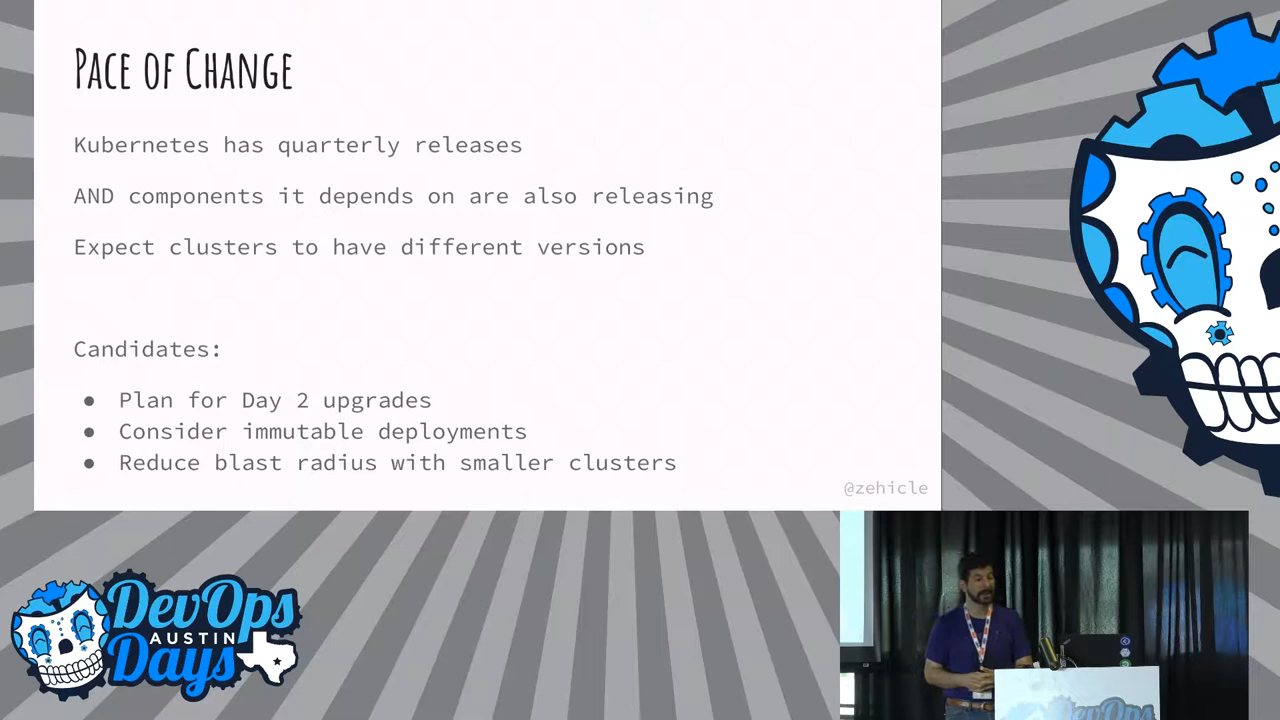 Pace of Change
Kubernetes has quarterly releases
AND components it depends on are also releasing
Expect clusters to have different versions
Candidates:
● Plan for Day 2 upgrades
● Consider immutable deployments
● Reduce blast radius with smaller clusters
@zehicle
DevOps
AUSTIN
Days
DevOps